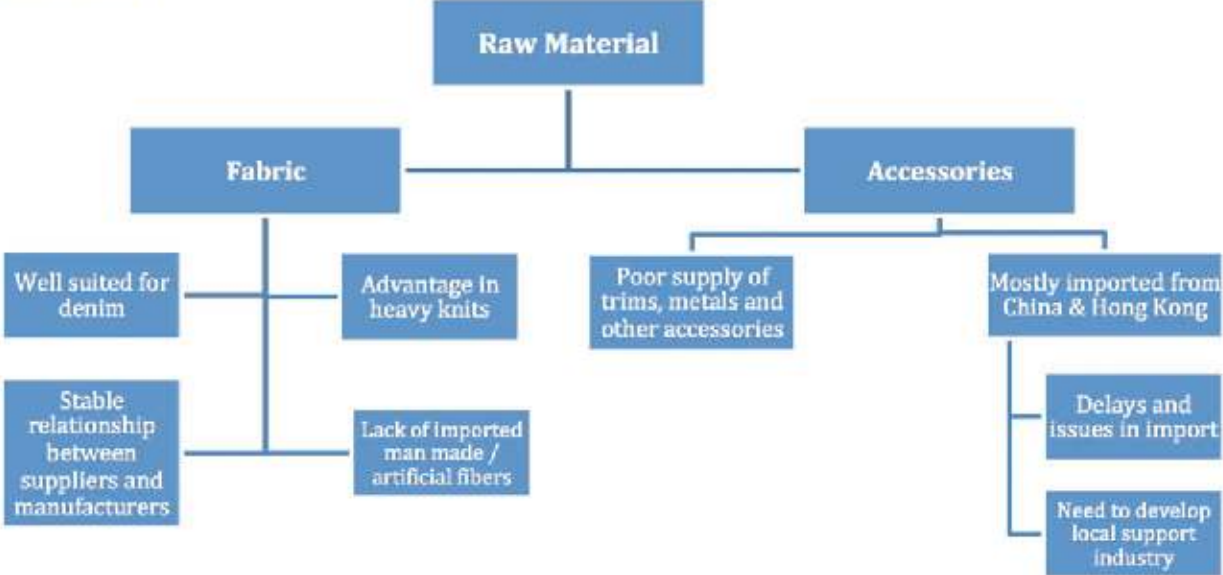 Raw Material
Fabric
Accessories
Well suited for
denim
Advantage in
heavy knits
Poor supply of
trims, metals and
other accessories
Mostly imported from
China & Hong Kong
Stable
relationship
between
suppliers and
manufacturers
Lack of imported
man made /
artificial fibers
Delays and
issues in import
Need to develop
local support
industry